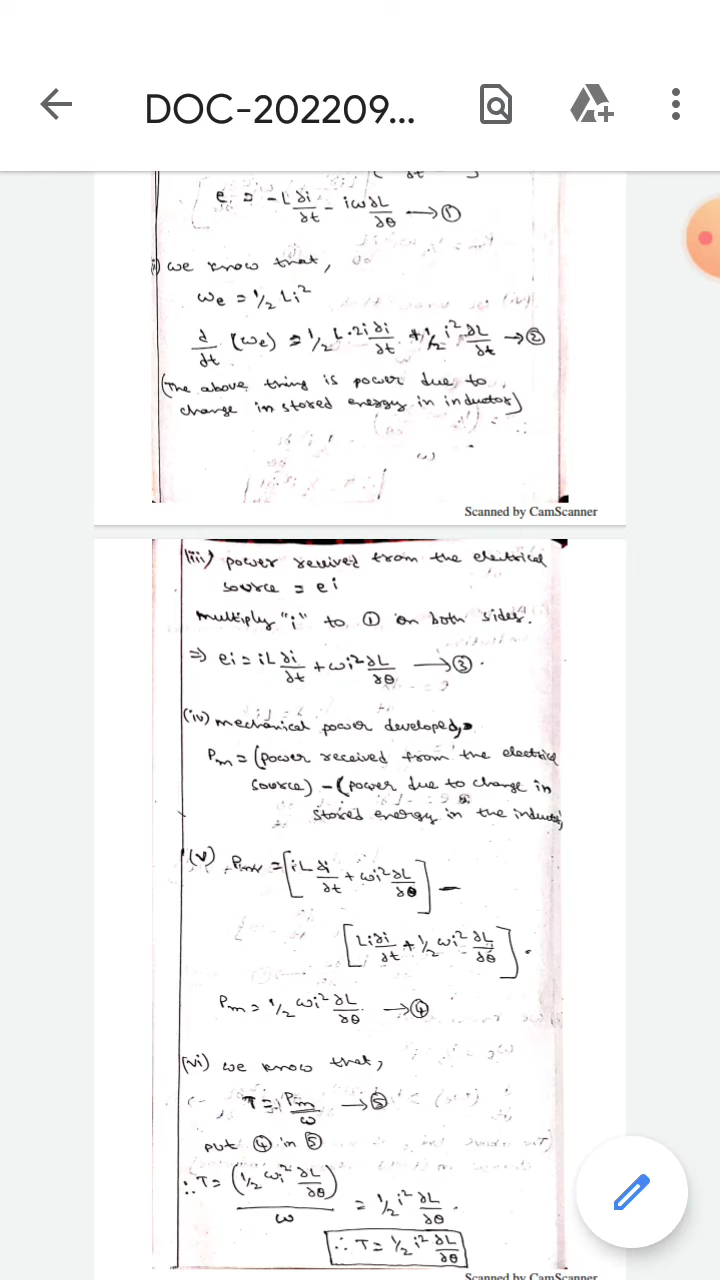 DOC-202209...
∂t
e = -L ∂i/∂t - iω ∂L/∂θ → ①
we know that,
We = 1/2 Li²
d/dt (We) = 1/2 L·2i ∂i/∂t + 1/2 i² ∂L/∂t → ②
(The above thing is power due to
change in stored energy in inductor)
Scanned by CamScanner
(iii) power received from the electrical
source = ei
multiply "i" to ① on both sides.
⇒ ei = iL ∂i/∂t + ωi² ∂L/∂θ → ③.
(iv) mechanical power developed,
Pm = (power received from the electrical
source) - (power due to change in
stored energy in the inductor)
(v) Pm = [iL ∂i/∂t + ωi² ∂L/∂θ] -
[Li ∂i/∂t + 1/2 ωi² ∂L/∂θ].
Pm = 1/2 ωi² ∂L/∂θ → ④
(vi) we know that,
T = Pm/ω → ⑤
put ④ in ⑤
∴ T = (1/2 ωi² ∂L/∂θ)/ω = 1/2 i² ∂L/∂θ.
∴ T = 1/2 i² ∂L/∂θ
Scanned by CamScanner